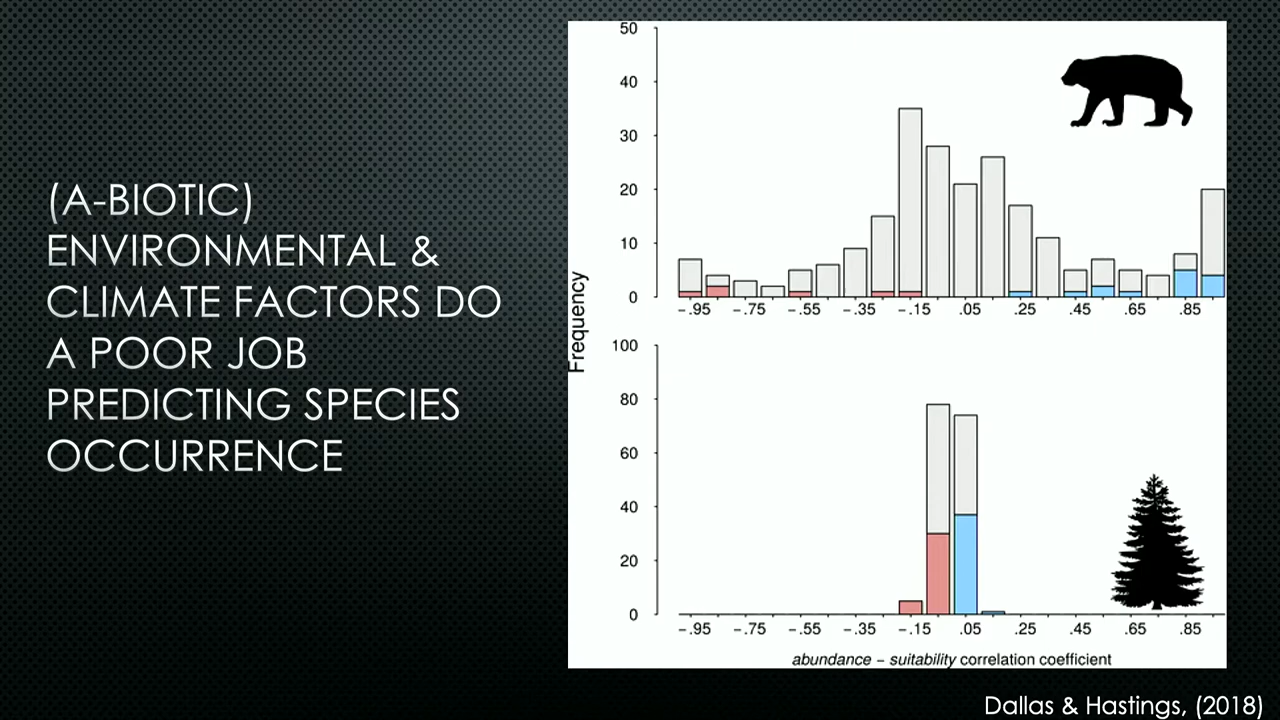 (A-BIOTIC)
ENVIRONMENTAL &
CLIMATE FACTORS DO
A POOR JOB
PREDICTING SPECIES
OCCURRENCE
Frequency
50
40
30
20
10
0
−.95 −.75 −.55 −.35 −.15 .05 .25 .45 .65 .85
100
80
60
40
20
0
−.95 −.75 −.55 −.35 −.15 .05 .25 .45 .65 .85
abundance − suitability correlation coefficient
Dallas & Hastings, (2018)